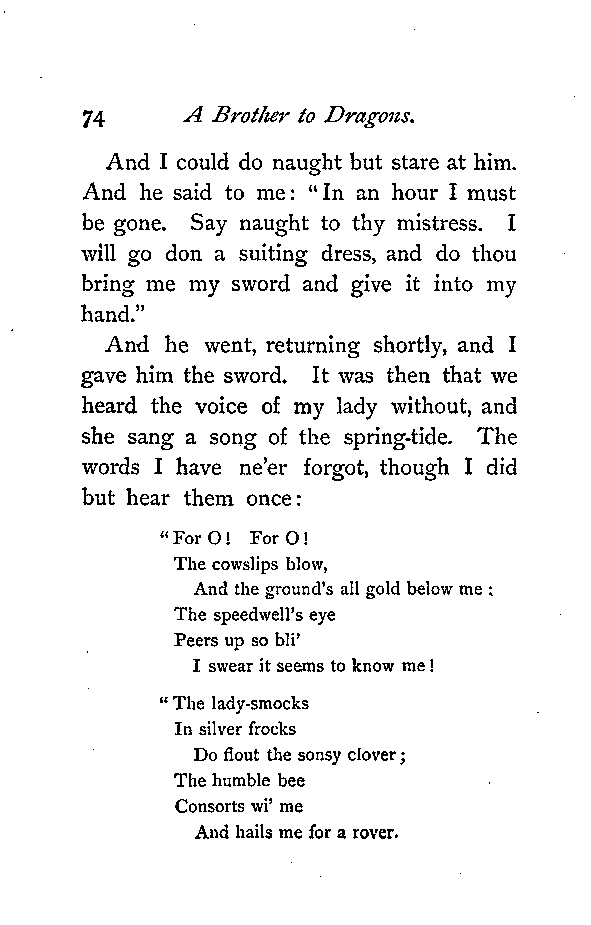 74 A Brother to Dragons.
And I could do naught but stare at him.
And he said to me: "In an hour I must
be gone. Say naught to thy mistress. I
will go don a suiting dress, and do thou
bring me my sword and give it into my
hand."
And he went, returning shortly, and I
gave him the sword. It was then that we
heard the voice of my lady without, and
she sang a song of the spring-tide. The
words I have ne'er forgot, though I did
but hear them once:
"For O! For O!
The cowslips blow,
And the ground's all gold below me;
The speedwell's eye
Peers up so bli'
I swear it seems to know me!
"The lady-smocks
In silver frocks
Do flout the sonsy clover;
The humble bee
Consorts wi' me
And hails me for a rover.